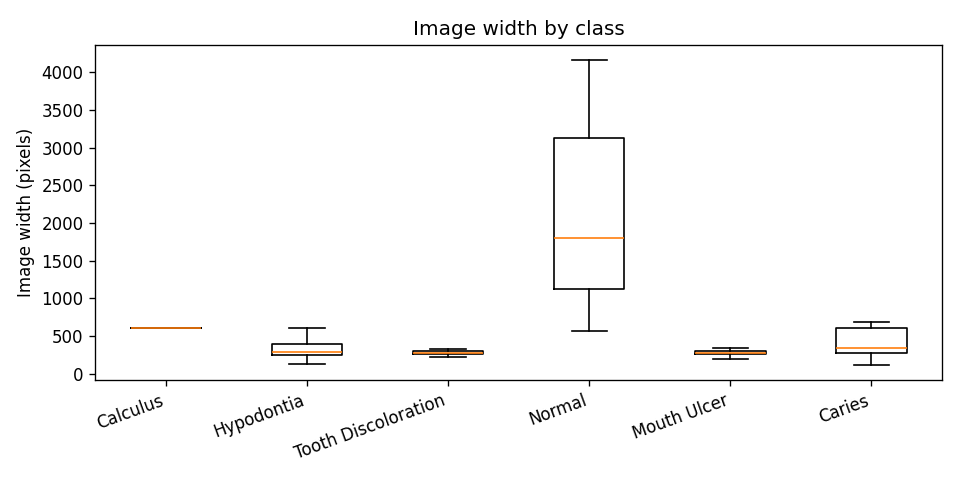 Image width by class
Image width (pixels)
4000
3500
3000
2500
2000
1500
1000
500
0
Calculus
Hypodontia
Tooth Discoloration
Normal
Mouth Ulcer
Caries